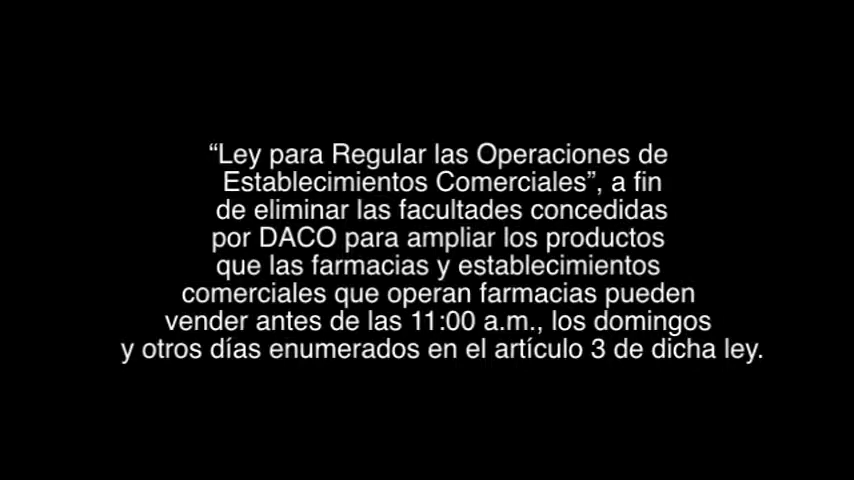 “Ley para Regular las Operaciones de
Establecimientos Comerciales”, a fin
de eliminar las facultades concedidas
por DACO para ampliar los productos
que las farmacias y establecimientos
comerciales que operan farmacias pueden
vender antes de las 11:00 a.m., los domingos
y otros días enumerados en el artículo 3 de dicha ley.